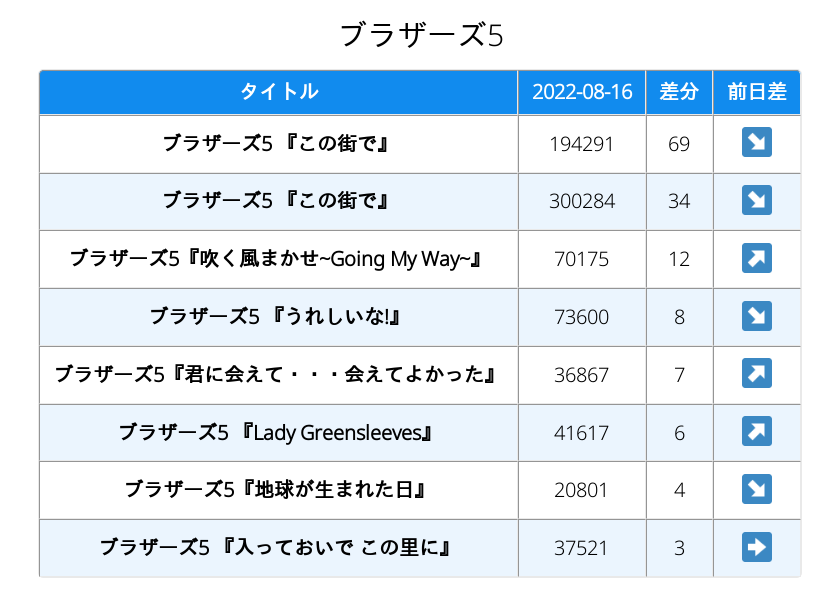 ブラザーズ5
タイトル 2022-08-16 差分 前日差
ブラザーズ5 『この街で』 194291 69 ↘
ブラザーズ5 『この街で』 300284 34 ↘
ブラザーズ5『吹く風まかせ~Going My Way~』 70175 12 ↗
ブラザーズ5 『うれしいな!』 73600 8 ↘
ブラザーズ5『君に会えて・・・会えてよかった』 36867 7 ↗
ブラザーズ5 『Lady Greensleeves』 41617 6 ↗
ブラザーズ5『地球が生まれた日』 20801 4 ↘
ブラザーズ5 『入っておいで この里に』 37521 3 →